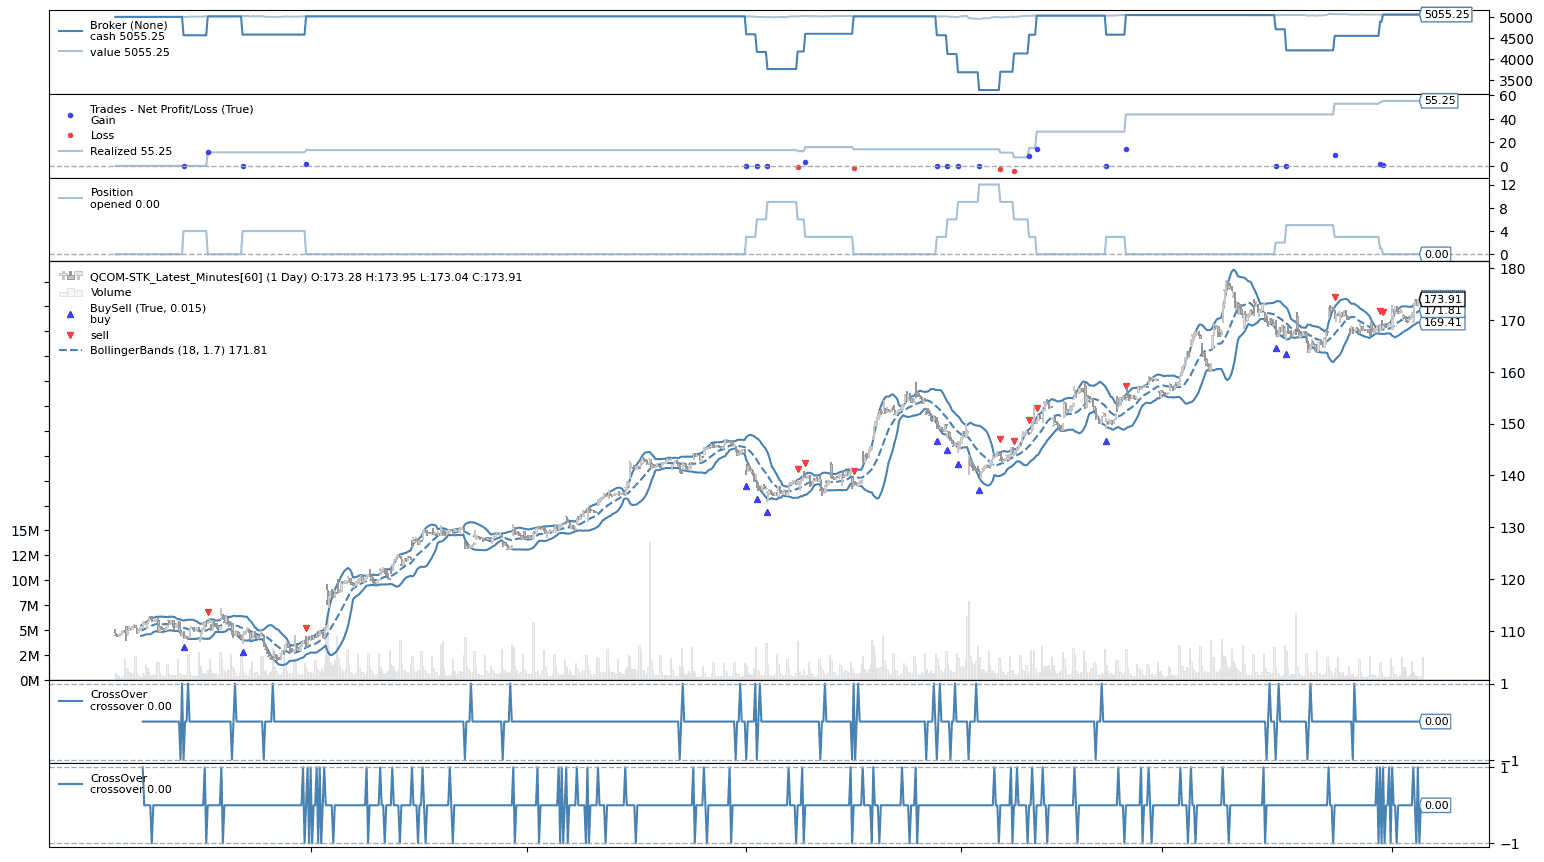 Broker (None)
cash 5055.25
value 5055.25
5055.25
5000
4500
4000
3500
Trades - Net Profit/Loss (True)
Gain
Loss
Realized 55.25
55.25
60
40
20
0
Position
opened 0.00
0.00
12
8
4
0
QCOM-STK_Latest_Minutes[60] (1 Day) O:173.28 H:173.95 L:173.04 C:173.91
Volume
BuySell (True, 0.015)
buy
sell
BollingerBands (18, 1.7) 171.81
173.91
171.81
169.41
180
170
160
150
140
130
120
110
15M
12M
10M
7M
5M
2M
0M
CrossOver
crossover 0.00
0.00
1
−1
CrossOver
crossover 0.00
0.00
1
−1